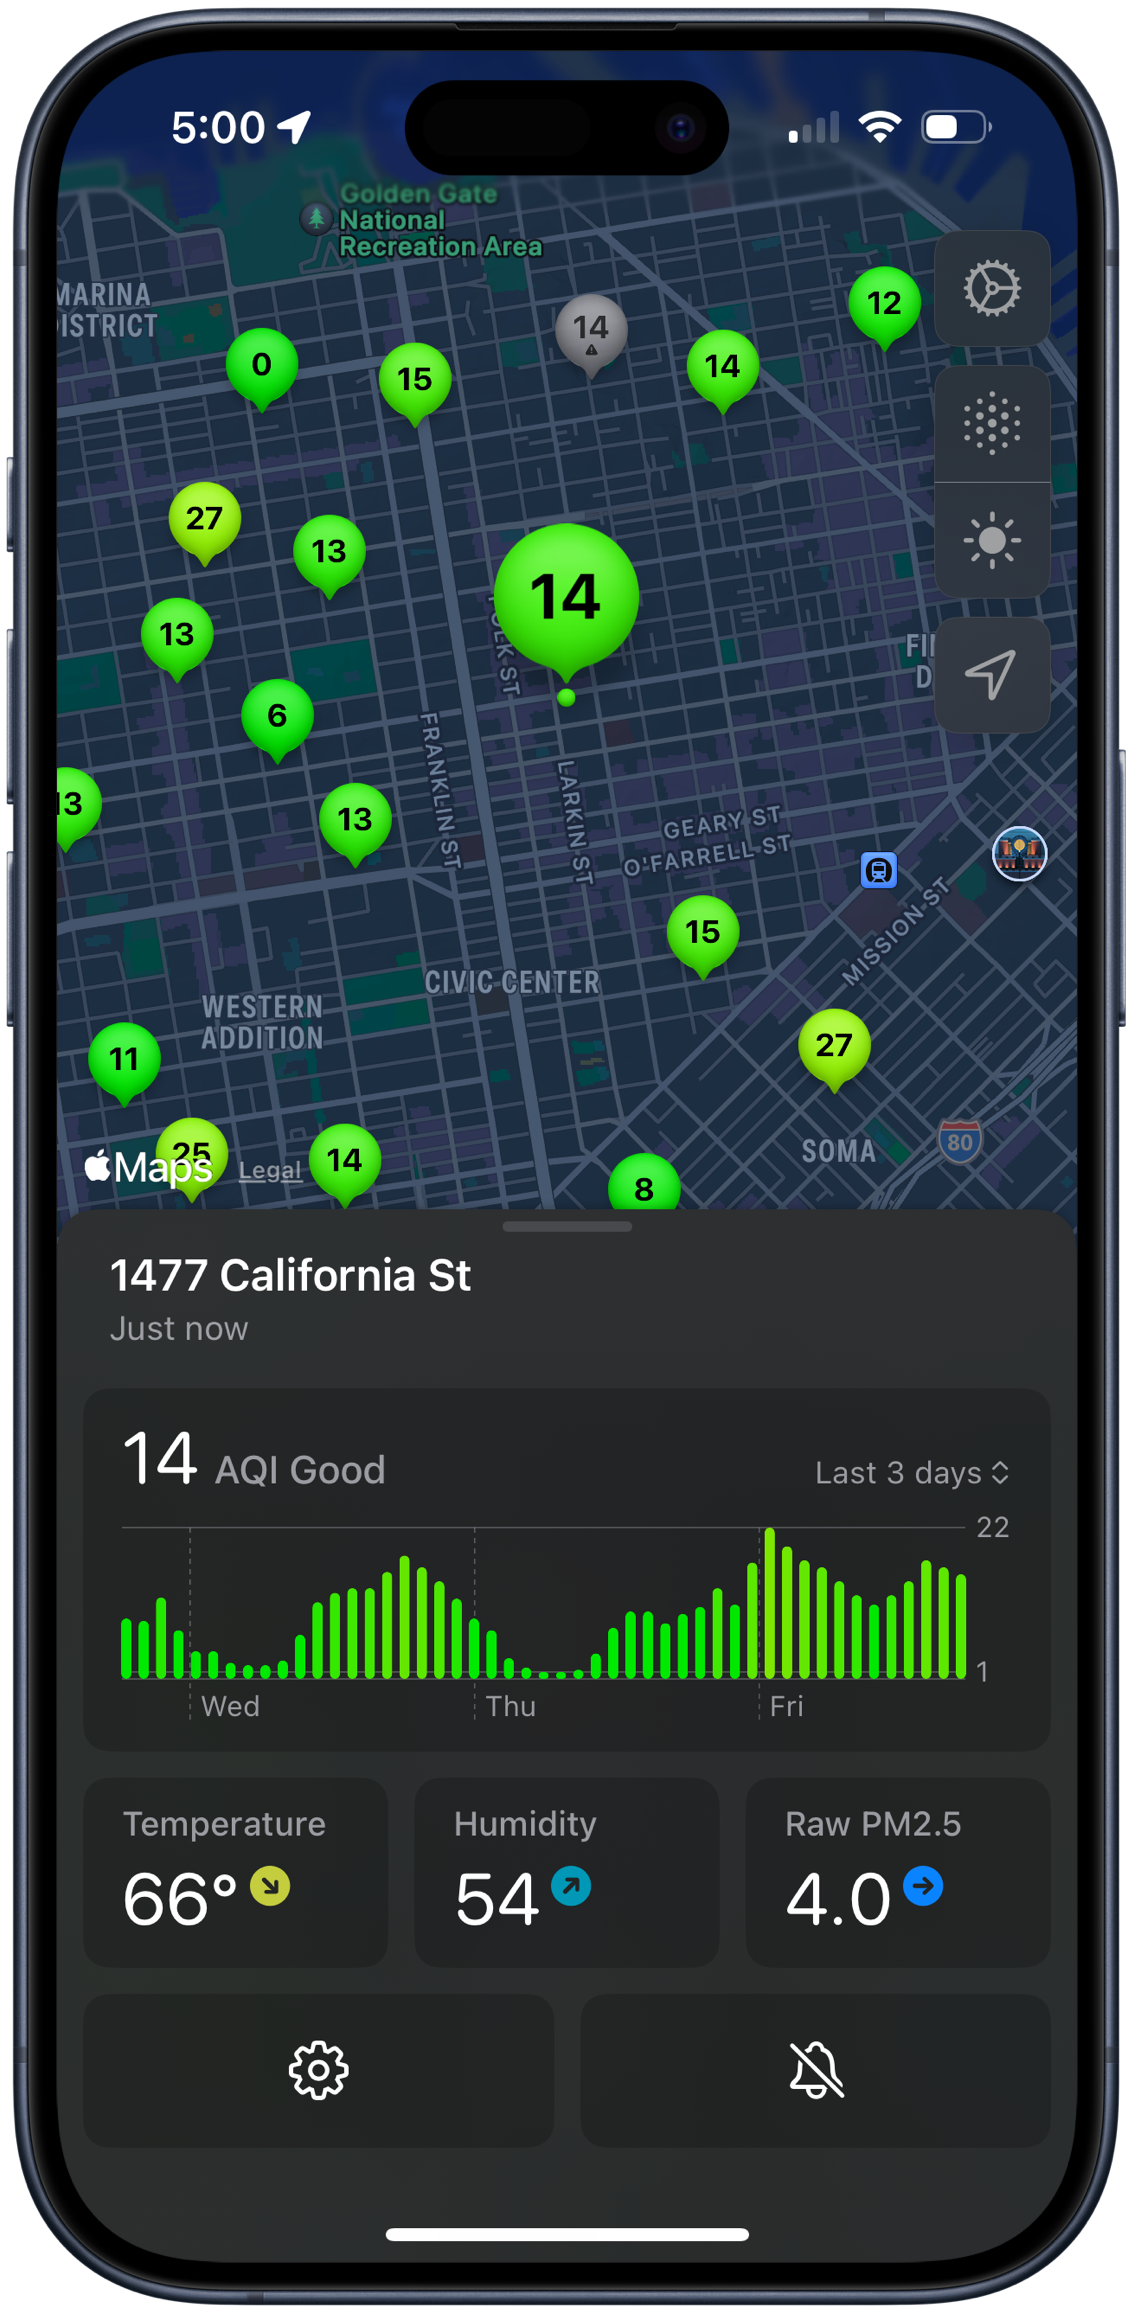 5:00
Golden Gate
National
Recreation Area
MARINA
DISTRICT
12
14
0
15
14
27
13
14
13
POLK ST
FI
D
6
FRANKLIN ST
13
LARKIN ST
13
GEARY ST
O'FARRELL ST
MISSION ST
15
CIVIC CENTER
WESTERN
ADDITION
11
27
SOMA
80
25
Maps
Legal
14
8
1477 California St
Just now
14 AQI Good
Last 3 days
22
1
Wed
Thu
Fri
Temperature
66°
Humidity
54
Raw PM2.5
4.0